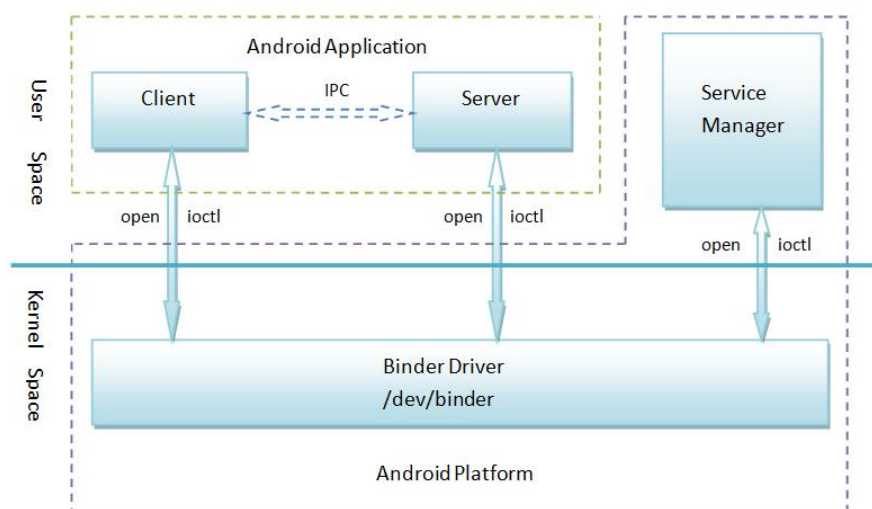 Android Application
User Space
Client
IPC
Server
Service
Manager
open
ioctl
open
ioctl
open
ioctl
Kernel Space
Binder Driver
/dev/binder
Android Platform